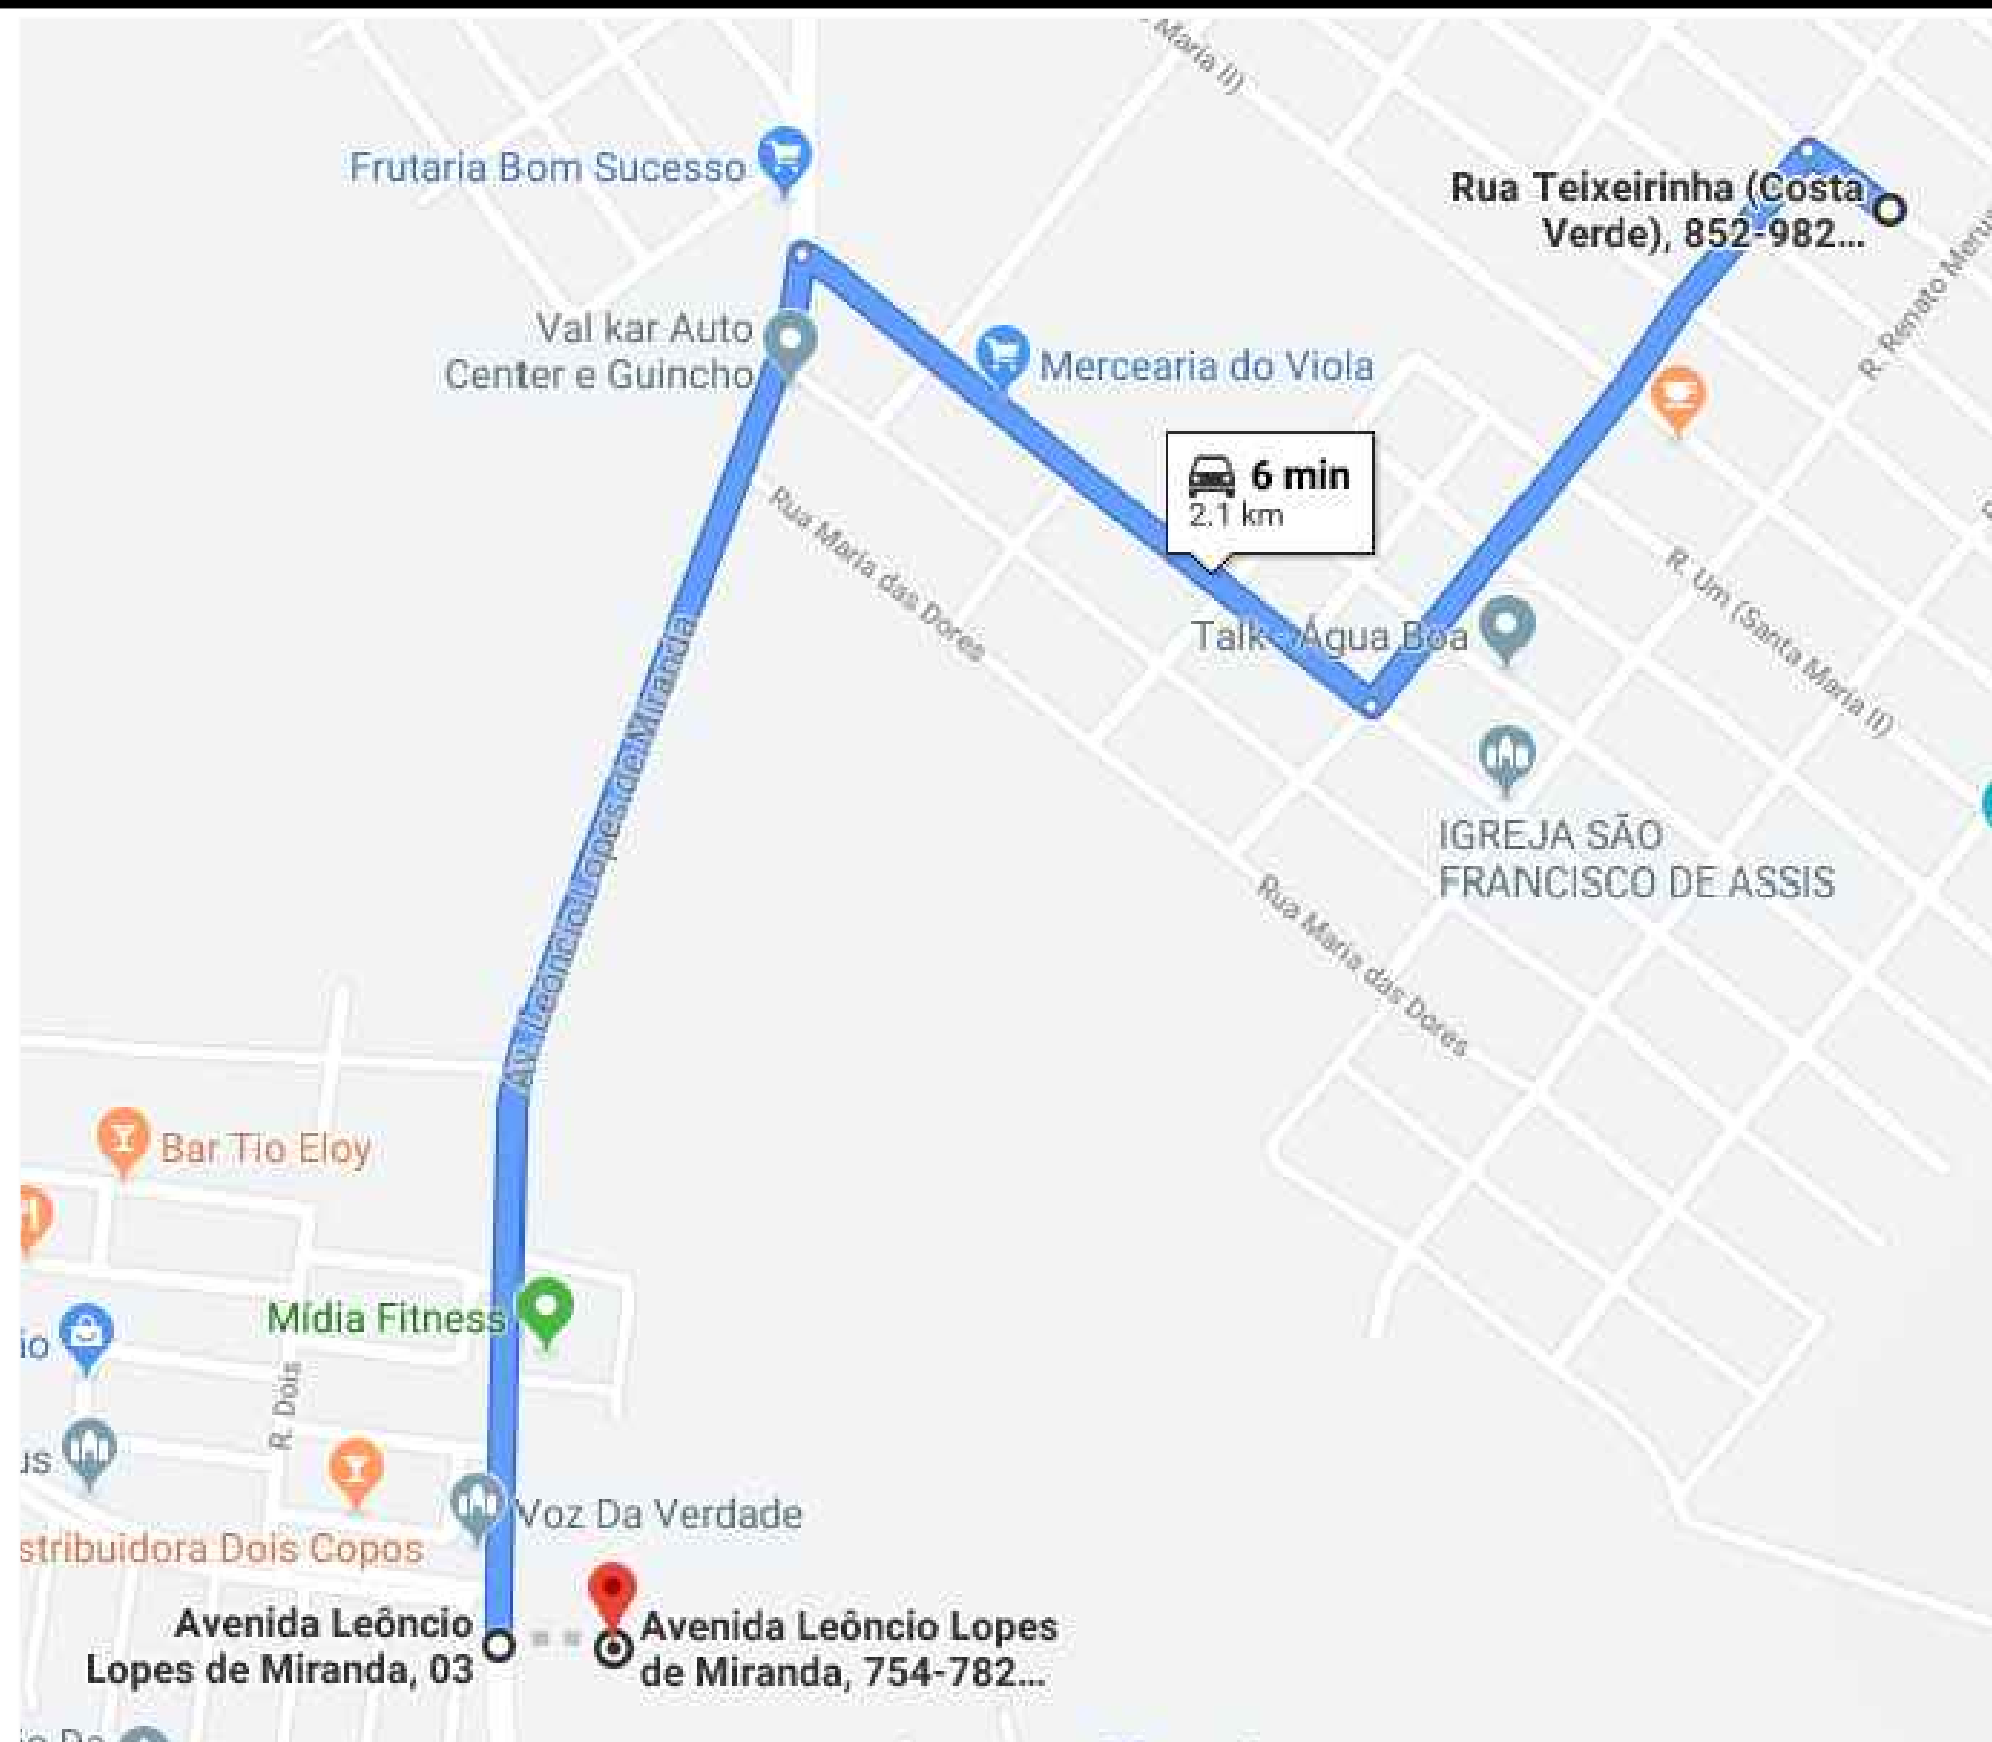 Maria II)
Frutaria Bom Sucesso
Rua Teixeirinha (Costa
Verde), 852-982...
Val kar Auto
Center e Guincho
Mercearia do Viola
6 min
2.1 km
Rua Maria das Dores
Talk - Água Boa
R. Um (Santa Maria II)
Av. Leôncio Lopes de Miranda
IGREJA SÃO
FRANCISCO DE ASSIS
Rua Maria das Dores
Bar Tio Eloy
Mídia Fitness
io
R. Dois
us
Voz Da Verdade
stribuidora Dois Copos
Avenida Leôncio
Lopes de Miranda, 03
Avenida Leôncio Lopes
de Miranda, 754-782...